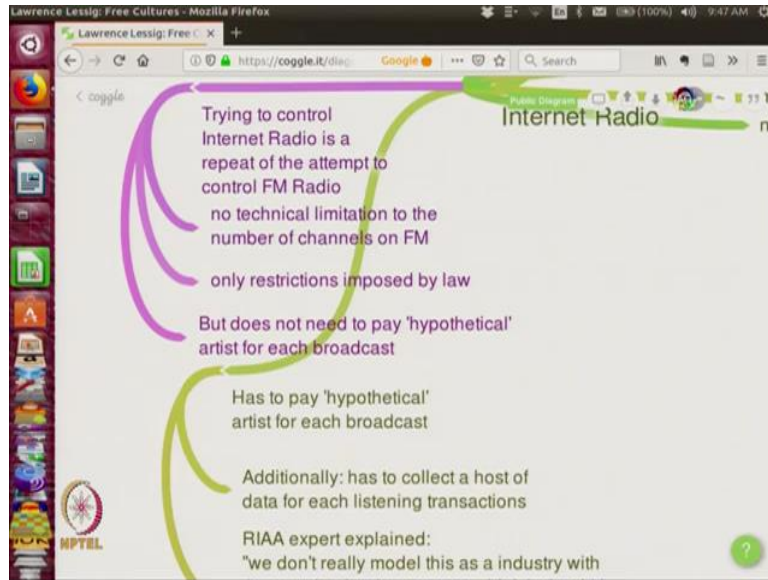 Lawrence Lessig: Free Cultures - Mozilla Firefox
En
(100%)
9:47 AM
Lawrence Lessig: Free C
https://coggle.it/diag
Google
Search
coggle
Public Diagram
Internet Radio
Trying to control
Internet Radio is a
repeat of the attempt to
control FM Radio
no technical limitation to the
number of channels on FM
only restrictions imposed by law
But does not need to pay 'hypothetical'
artist for each broadcast
Has to pay 'hypothetical'
artist for each broadcast
Additionally: has to collect a host of
data for each listening transactions
RIAA expert explained:
"we don't really model this as a industry with
NPTEL
?